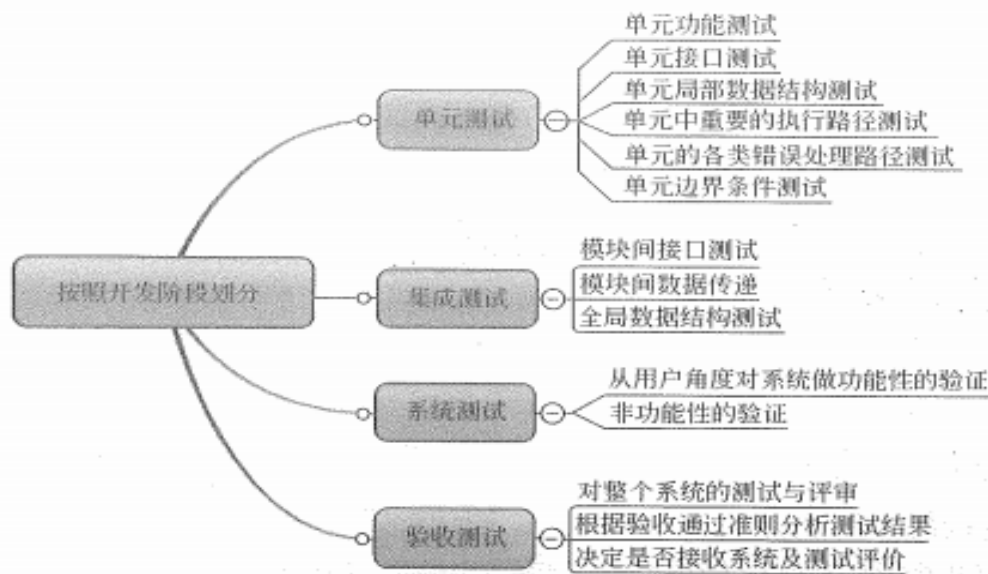 按照开发阶段划分
单元测试
单元功能测试
单元接口测试
单元局部数据结构测试
单元中重要的执行路径测试
单元的各类错误处理路径测试
单元边界条件测试
集成测试
模块间接口测试
模块间数据传递
全局数据结构测试
系统测试
从用户角度对系统做功能性的验证
非功能性的验证
验收测试
对整个系统的测试与评审
根据验收通过准则分析测试结果
决定是否接收系统及测试评价